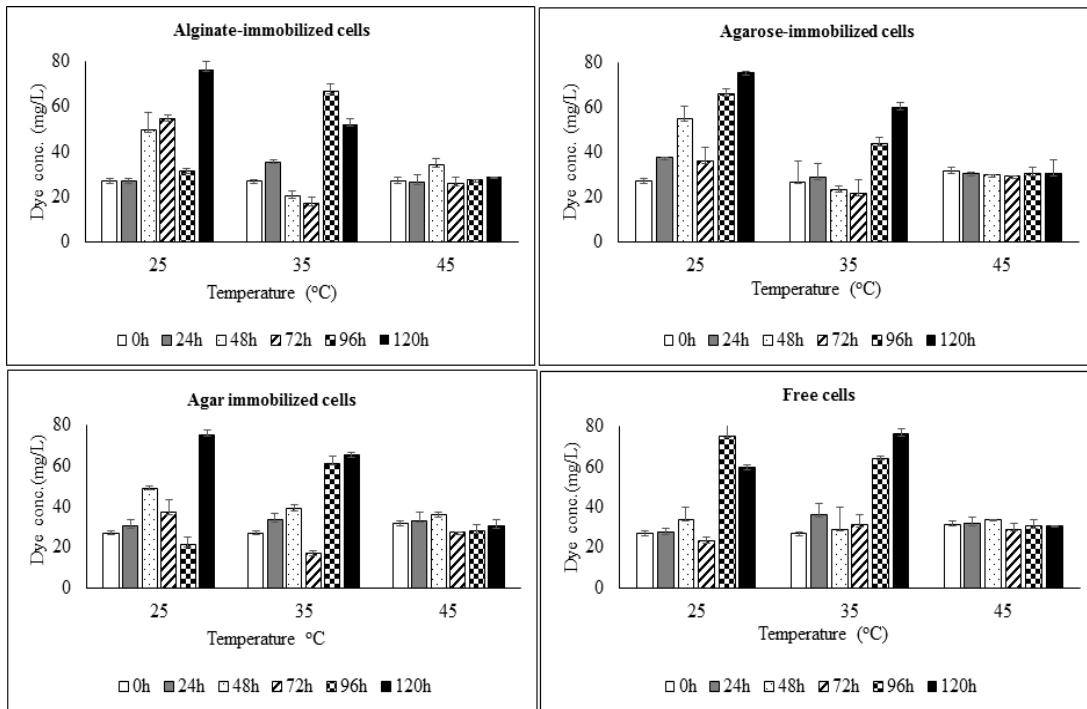 Alginate-immobilized cells
80
60
40
20
0
Dye conc. (mg/L)
25 35 45
Temperature (°C)
0h 24h 48h 72h 96h 120h
Agarose-immobilized cells
80
60
40
20
0
Dye conc. (mg/L)
25 35 45
Temperature (°C)
0h 24h 48h 72h 96h 120h
Agar immobilized cells
80
60
40
20
0
Dye conc.(mg/L)
25 35 45
Temperature °C
0h 24h 48h 72h 96h 120h
Free cells
80
60
40
20
0
Dye conc.(mg/L)
25 35 45
Temperature (°C)
0h 24h 48h 72h 96h 120h